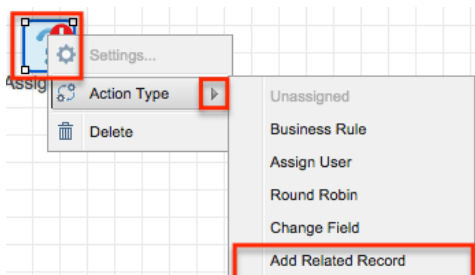 Settings...
Assig
Action Type
Unassigned
Delete
Business Rule
Assign User
Round Robin
Change Field
Add Related Record